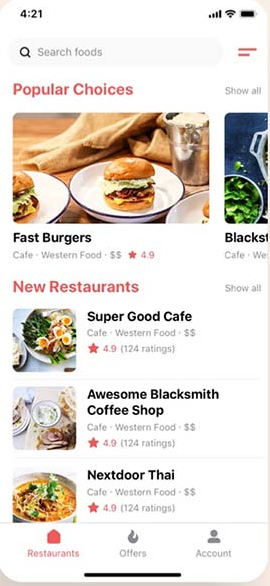 4:21
Search foods
Popular Choices
Show all
Fast Burgers
Cafe · Western Food · $$ ★ 4.9
New Restaurants
Show all
Super Good Cafe
Cafe · Western Food · $$
★ 4.9 (124 ratings)
Awesome Blacksmith
Coffee Shop
Cafe · Western Food · $$
★ 4.9 (124 ratings)
Nextdoor Thai
Cafe · Western Food · $$
★ 4.9 (124 ratings)
Restaurants
Offers
Account